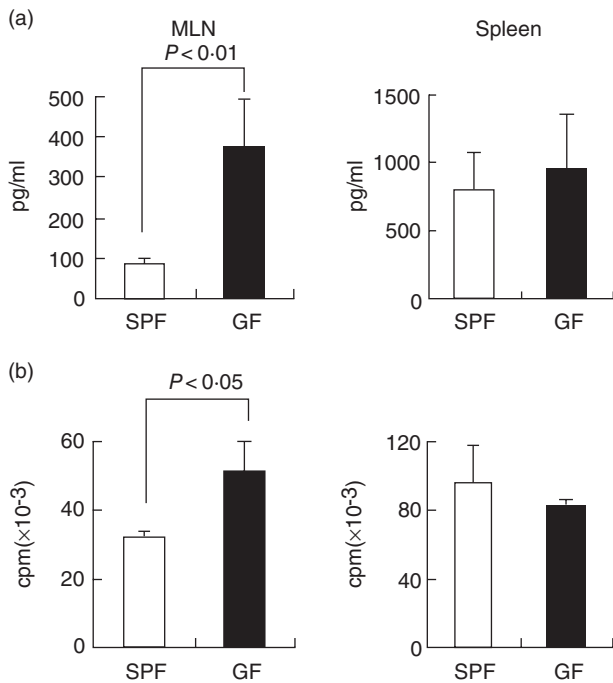 (a)
MLN
P < 0·01
pg/ml
500
400
300
200
100
0
SPF GF
Spleen
pg/ml
1500
1000
500
0
SPF GF
(b)
P < 0·05
cpm(×10-3)
60
40
20
0
SPF GF
cpm(×10-3)
120
80
40
0
SPF GF